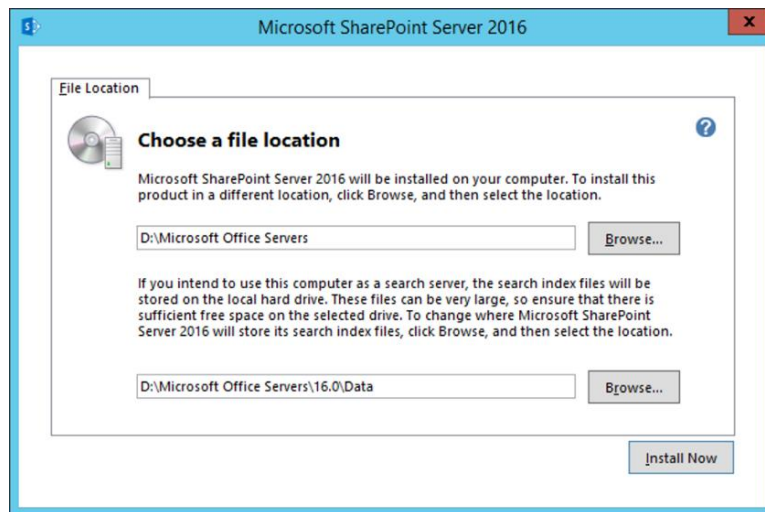 Microsoft SharePoint Server 2016
x
File Location
Choose a file location
?
Microsoft SharePoint Server 2016 will be installed on your computer. To install this
product in a different location, click Browse, and then select the location.
D:\Microsoft Office Servers
Browse...
If you intend to use this computer as a search server, the search index files will be
stored on the local hard drive. These files can be very large, so ensure that there is
sufficient free space on the selected drive. To change where Microsoft SharePoint
Server 2016 will store its search index files, click Browse, and then select the location.
D:\Microsoft Office Servers\16.0\Data
Browse...
Install Now